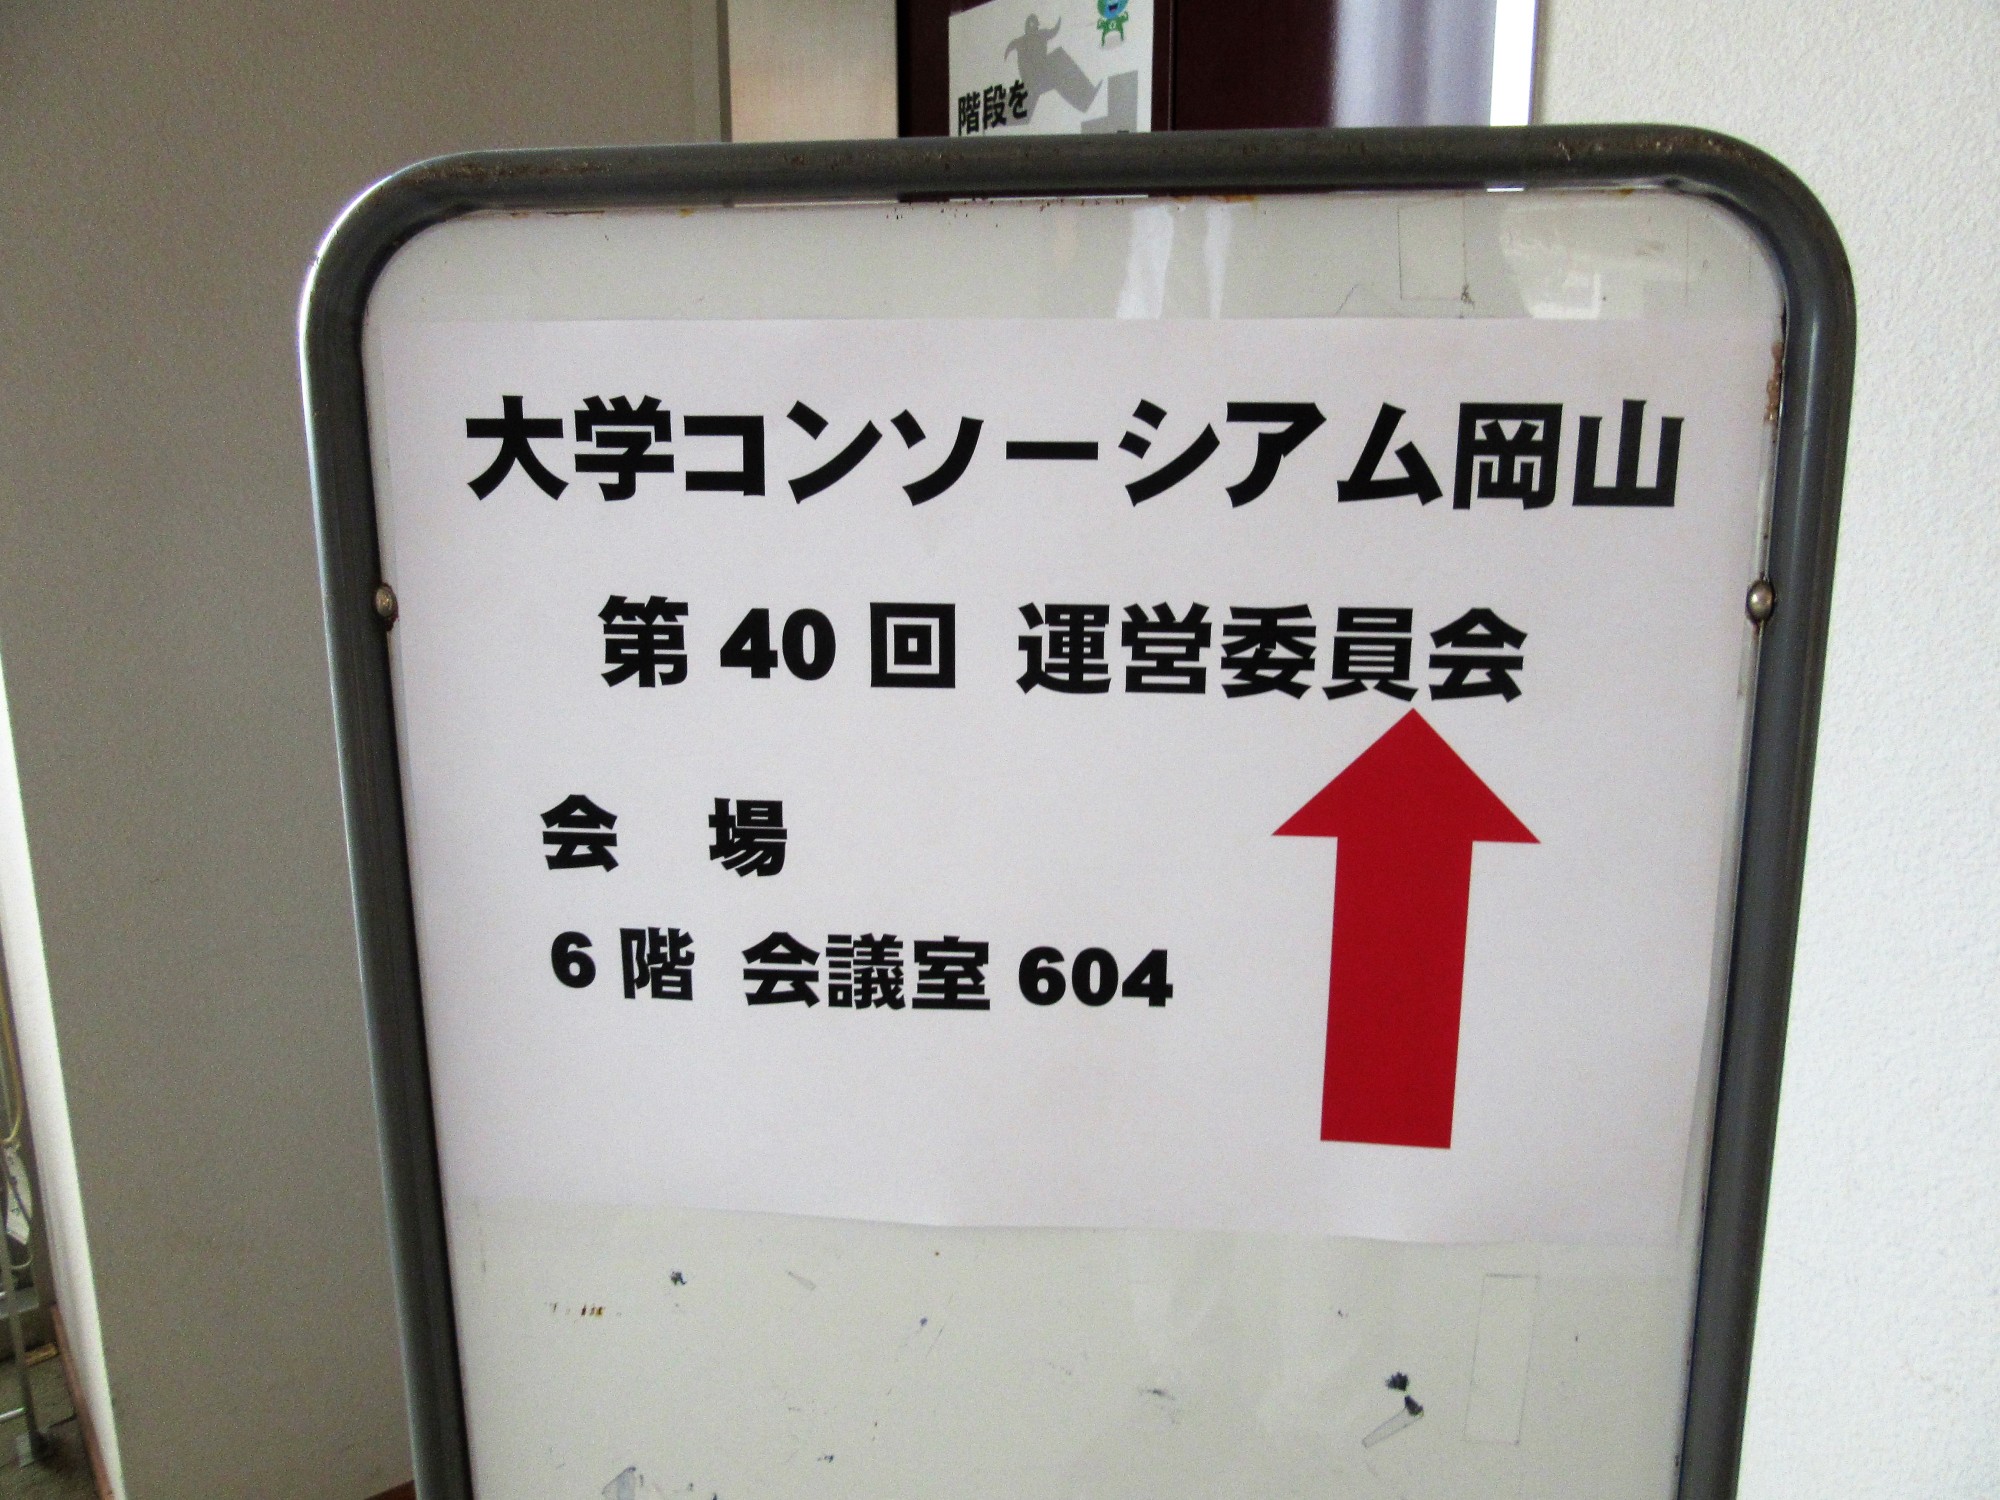 階段を
大学コンソーシアム岡山
第40回 運営委員会
会 場
6階 会議室604